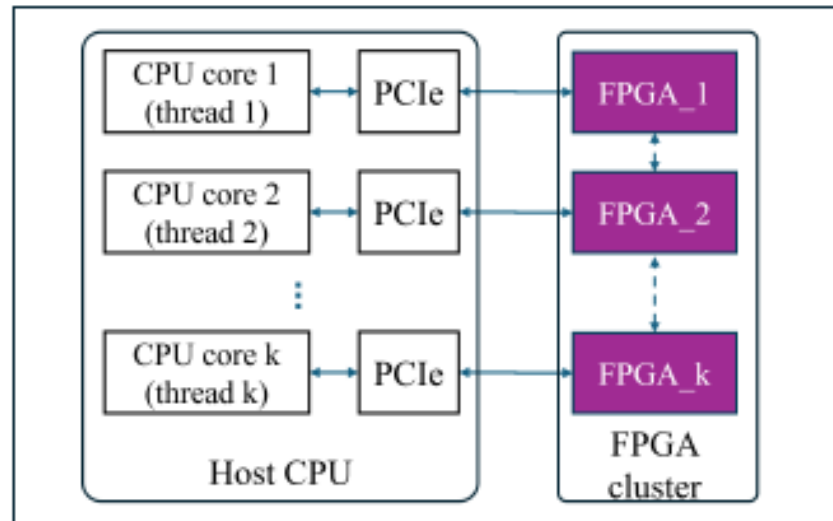 CPU core 1
(thread 1)
PCIe
FPGA_1
CPU core 2
(thread 2)
PCIe
FPGA_2
CPU core k
(thread k)
PCIe
FPGA_k
Host CPU
FPGA
cluster